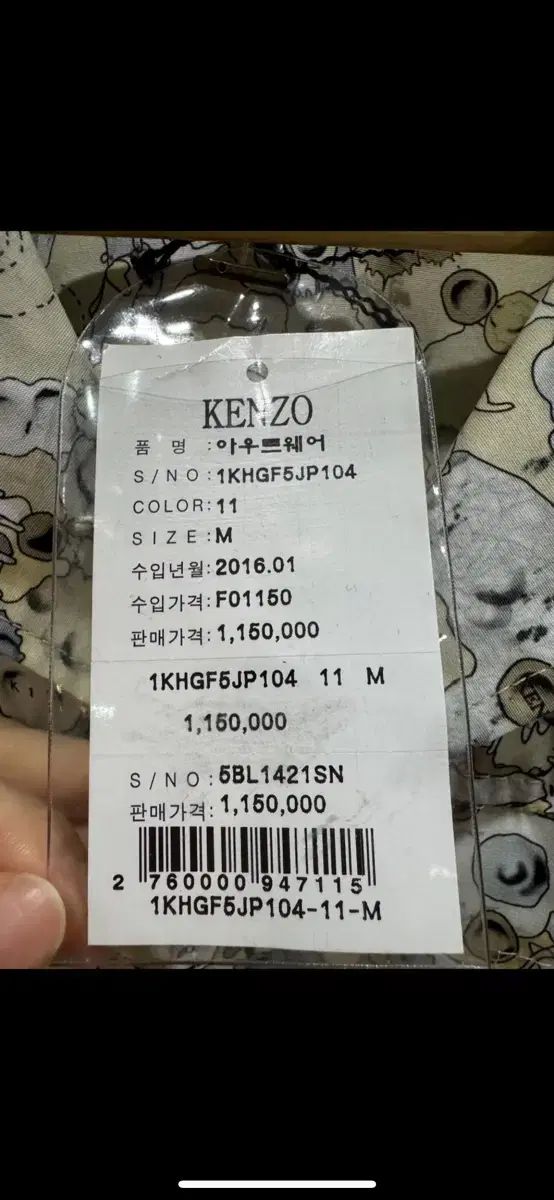 KENZO
품 명 : 아우트웨어
S/NO : 1KHGF5JP104
COLOR : 11
SIZE : M
수입년월 : 2016.01
수입가격 : F01150
판매가격 : 1,150,000
1KHGF5JP104 11 M
1,150,000
S/NO : 5BL1421SN
판매가격 : 1,150,000
2 760000 947115
1KHGF5JP104-11-M
KENZO